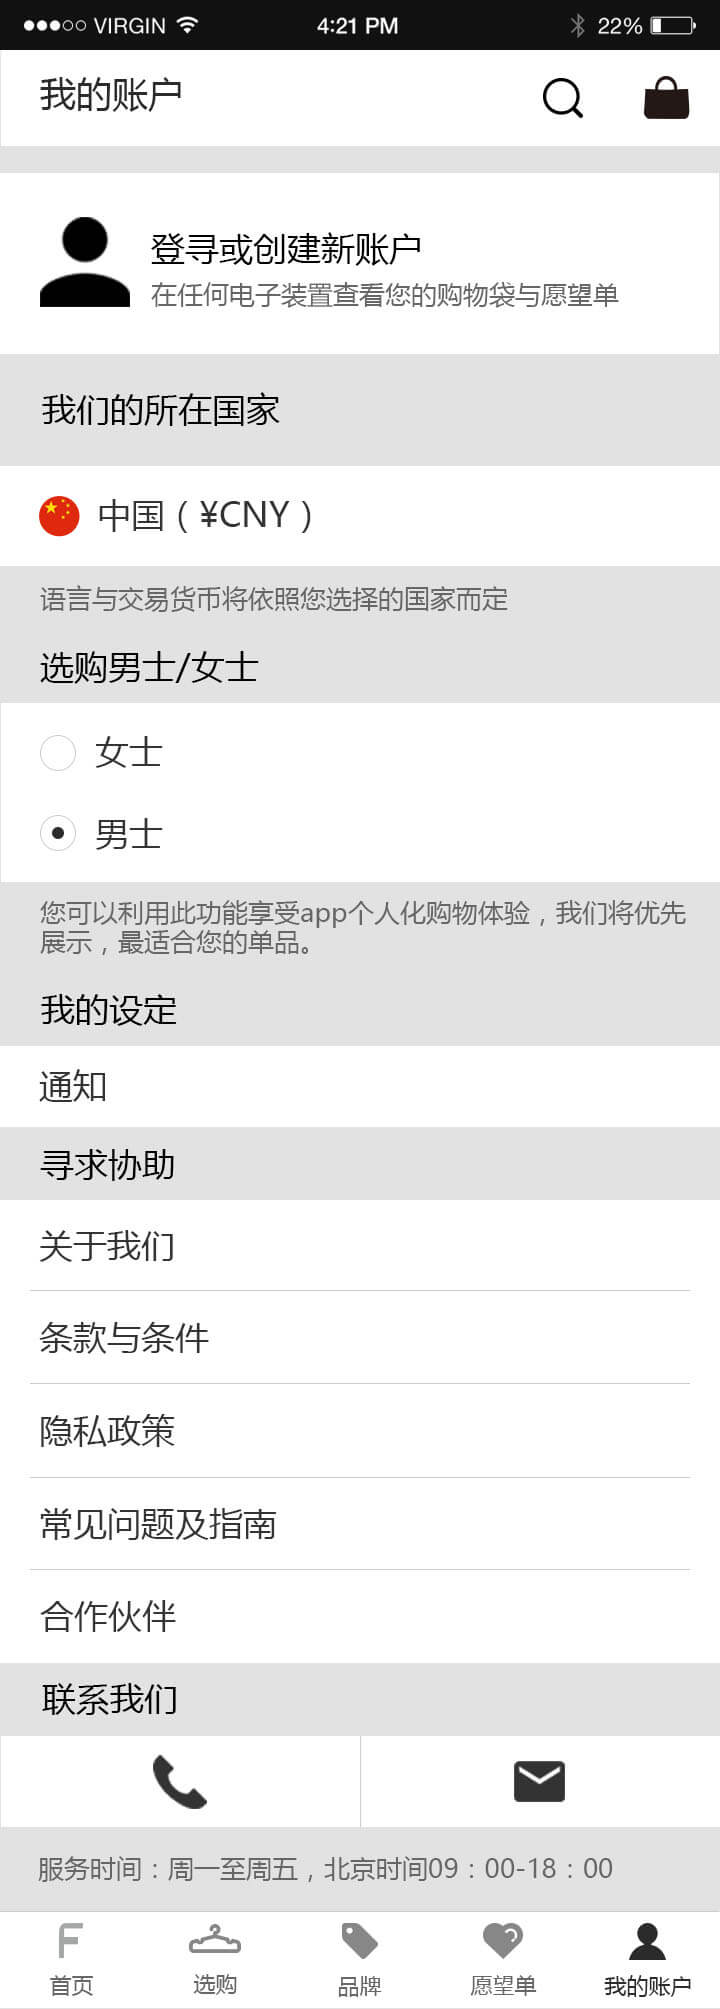 VIRGIN 4:21 PM 22%
我的账户
登寻或创建新账户
在任何电子装置查看您的购物袋与愿望单
我们的所在国家
中国（¥CNY）
语言与交易货币将依照您选择的国家而定
选购男士/女士
女士
男士
您可以利用此功能享受app个人化购物体验，我们将优先
展示，最适合您的单品。
我的设定
通知
寻求协助
关于我们
条款与条件
隐私政策
常见问题及指南
合作伙伴
联系我们
服务时间：周一至周五，北京时间09：00-18：00
F
首页 选购 品牌 愿望单 我的账户